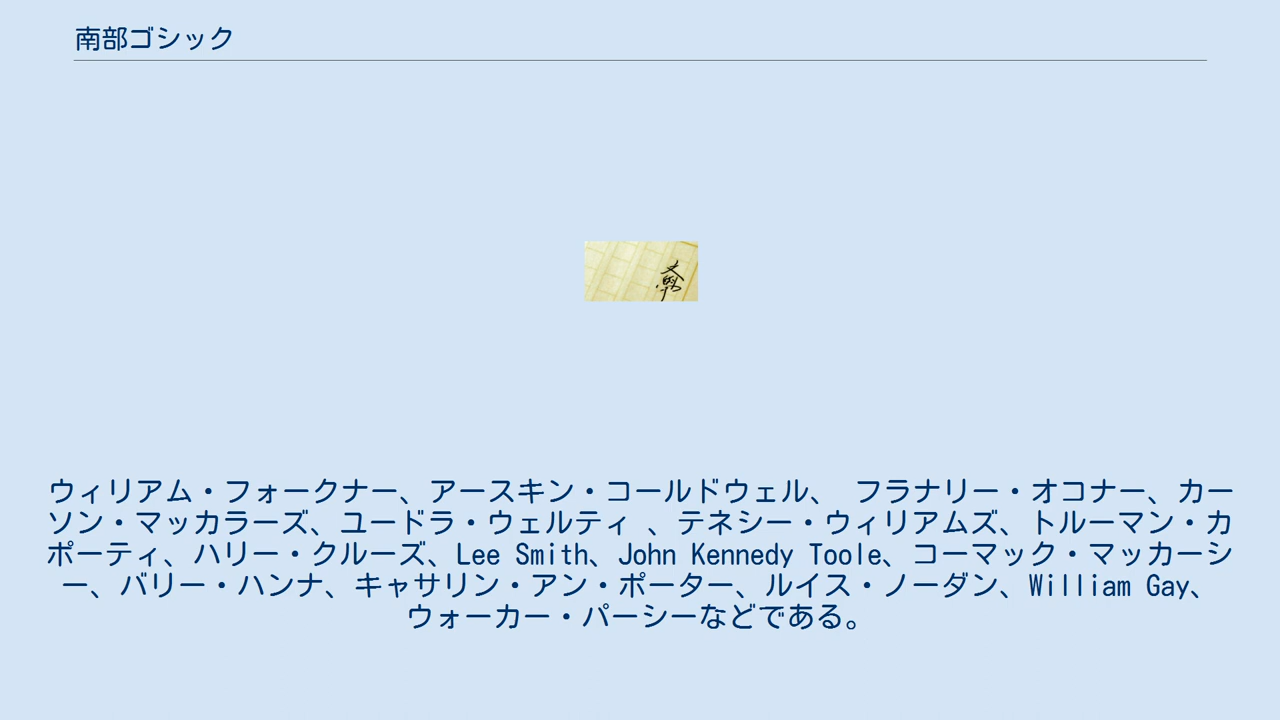 南部ゴシック
ウィリアム・フォークナー、アースキン・コールドウェル、 フラナリー・オコナー、カー
ソン・マッカラーズ、ユードラ・ウェルティ 、テネシー・ウィリアムズ、トルーマン・カ
ポーティ、ハリー・クルーズ、Lee Smith、John Kennedy Toole、コーマック・マッカーシ
ー、バリー・ハンナ、キャサリン・アン・ポーター、ルイス・ノーダン、William Gay、
ウォーカー・パーシーなどである。